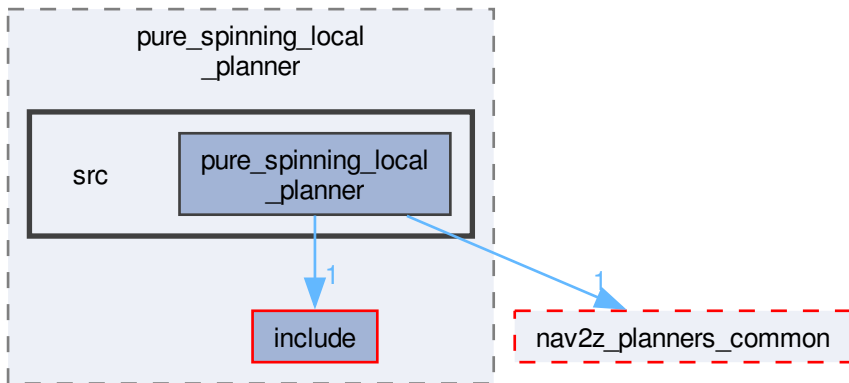 pure_spinning_local
_planner
src
pure_spinning_local
_planner
1
1
include
nav2z_planners_common